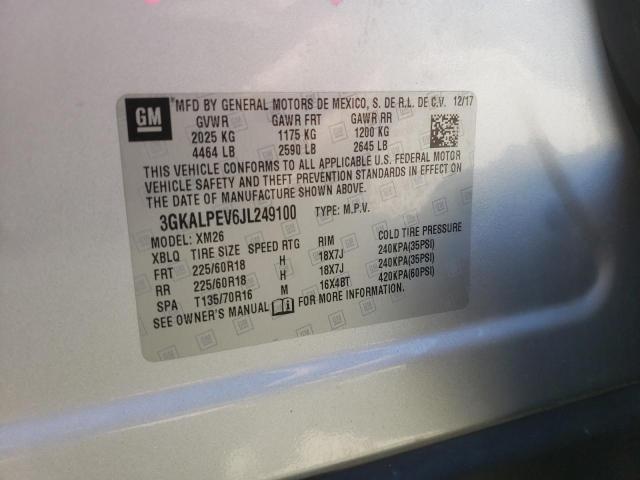 GM
MFD BY GENERAL MOTORS DE MEXICO, S. DE R.L. DE C.V. 12/17
GVWR GAWR FRT GAWR RR
2025 KG 1175 KG 1200 KG
4464 LB 2590 LB 2645 LB
THIS VEHICLE CONFORMS TO ALL APPLICABLE U.S. FEDERAL MOTOR
VEHICLE SAFETY AND THEFT PREVENTION STANDARDS IN EFFECT ON
THE DATE OF MANUFACTURE SHOWN ABOVE.
3GKALPEV6JL249100 TYPE: M.P.V.
MODEL: XM26
XBLQ TIRE SIZE SPEED RTG RIM COLD TIRE PRESSURE
FRT 225/60R18 H 18X7J 240KPA(35PSI)
RR 225/60R18 H 18X7J 240KPA(35PSI)
SPA T135/70R16 M 16X4BT 420KPA(60PSI)
SEE OWNER'S MANUAL FOR MORE INFORMATION.